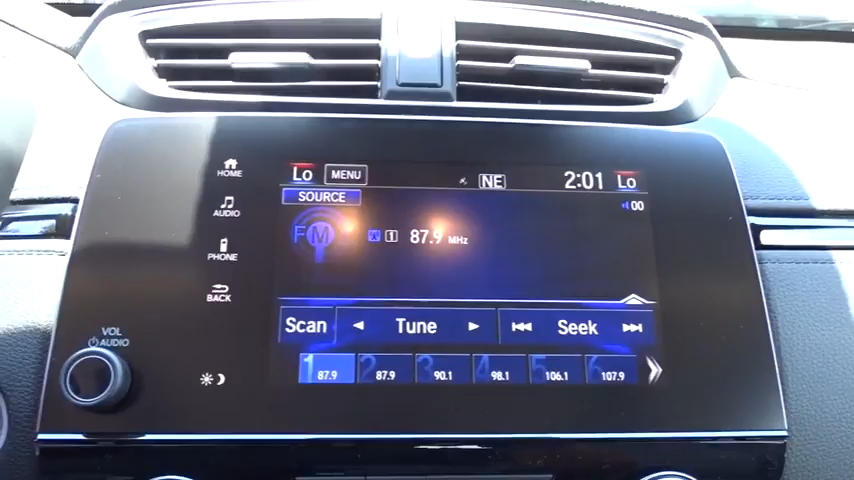 HOME
AUDIO
PHONE
BACK
VOL
AUDIO
Lo MENU NE 2:01 Lo
SOURCE 00
FM 1 87.9 MHz
Scan Tune Seek
1 87.9 2 87.9 3 90.1 4 98.1 5 106.1 6 107.9